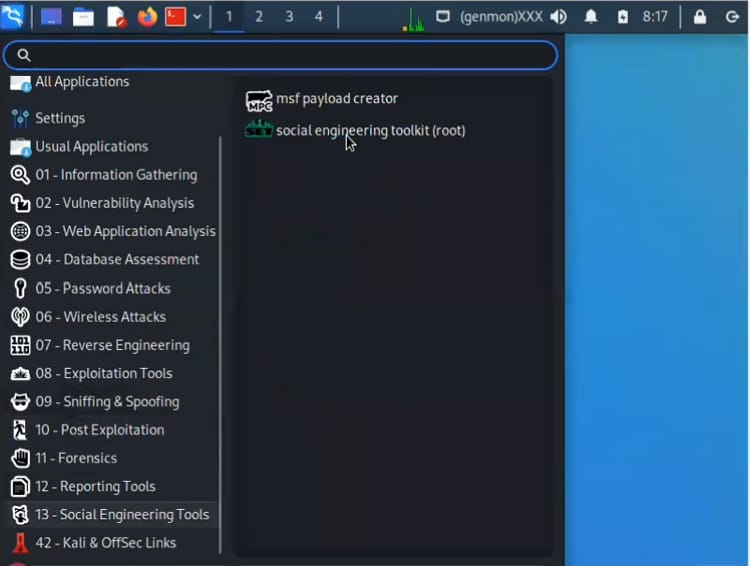 1 2 3 4 (genmon)XXX 8:17
All Applications
msf payload creator
Settings
social engineering toolkit (root)
Usual Applications
01 - Information Gathering
02 - Vulnerability Analysis
03 - Web Application Analysis
04 - Database Assessment
05 - Password Attacks
06 - Wireless Attacks
07 - Reverse Engineering
08 - Exploitation Tools
09 - Sniffing & Spoofing
10 - Post Exploitation
11 - Forensics
12 - Reporting Tools
13 - Social Engineering Tools
42 - Kali & OffSec Links
MPC
SET
101
110